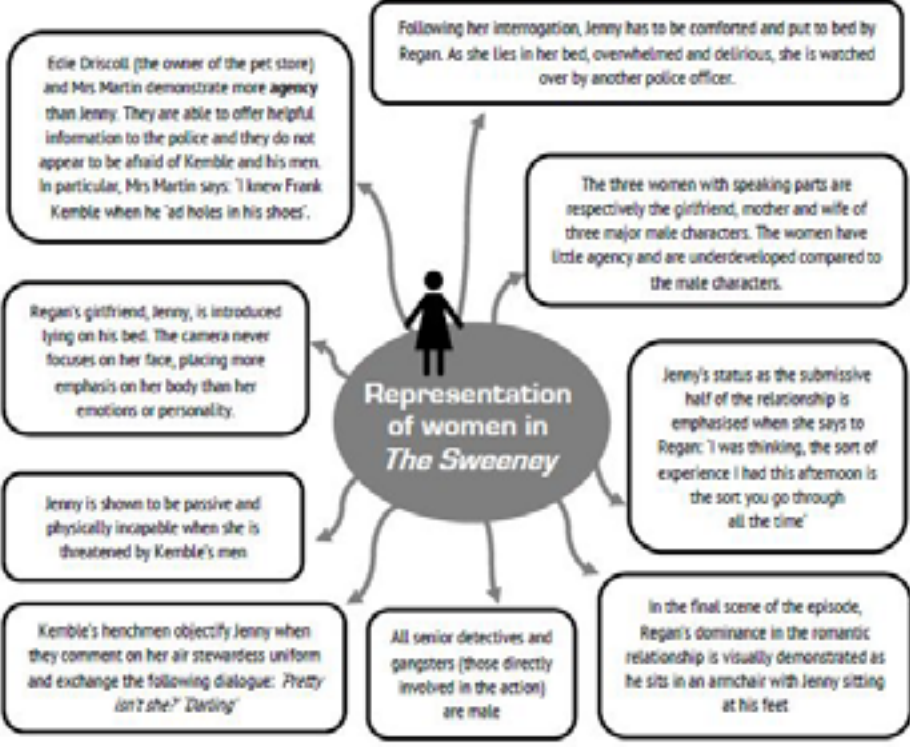 Following her interrogation, Jenny has to be comforted and put to bed by
Regan. As she lies in her bed, overwhelmed and delirious, she is watched
over by another police officer.
Edie Driscoll (the owner of the pet store)
and Mrs Martin demonstrate more agency
than Jenny. They are able to offer helpful
information to the police and they do not
appear to be afraid of Kemble and his men.
In particular, Mrs Martin says: 'I knew Frank
Kemble when he 'ad holes in his shoes'.
The three women with speaking parts are
respectively the girlfriend, mother and wife of
three major male characters. The women have
little agency and are underdeveloped compared to
the male characters.
Regan's girlfriend, Jenny, is introduced
lying on his bed. The camera never
focuses on her face, placing more
emphasis on her body than her
emotions or personality.
Representation
of women in
The Sweeney
Jenny's status as the submissive
half of the relationship is
emphasised when she says to
Regan: 'I was thinking, the sort of
experience I had this afternoon is
the sort you go through
all the time'
Jenny is shown to be passive and
physically incapable when she is
threatened by Kemble's men
Kemble's henchmen objectify Jenny when
they comment on her air stewardess uniform
and exchange the following dialogue: 'Pretty
isn't she?' 'Darling'
All senior detectives and
gangsters (those directly
involved in the action)
are male
In the final scene of the episode,
Regan's dominance in the romantic
relationship is visually demonstrated as
he sits in an armchair with Jenny sitting
at his feet